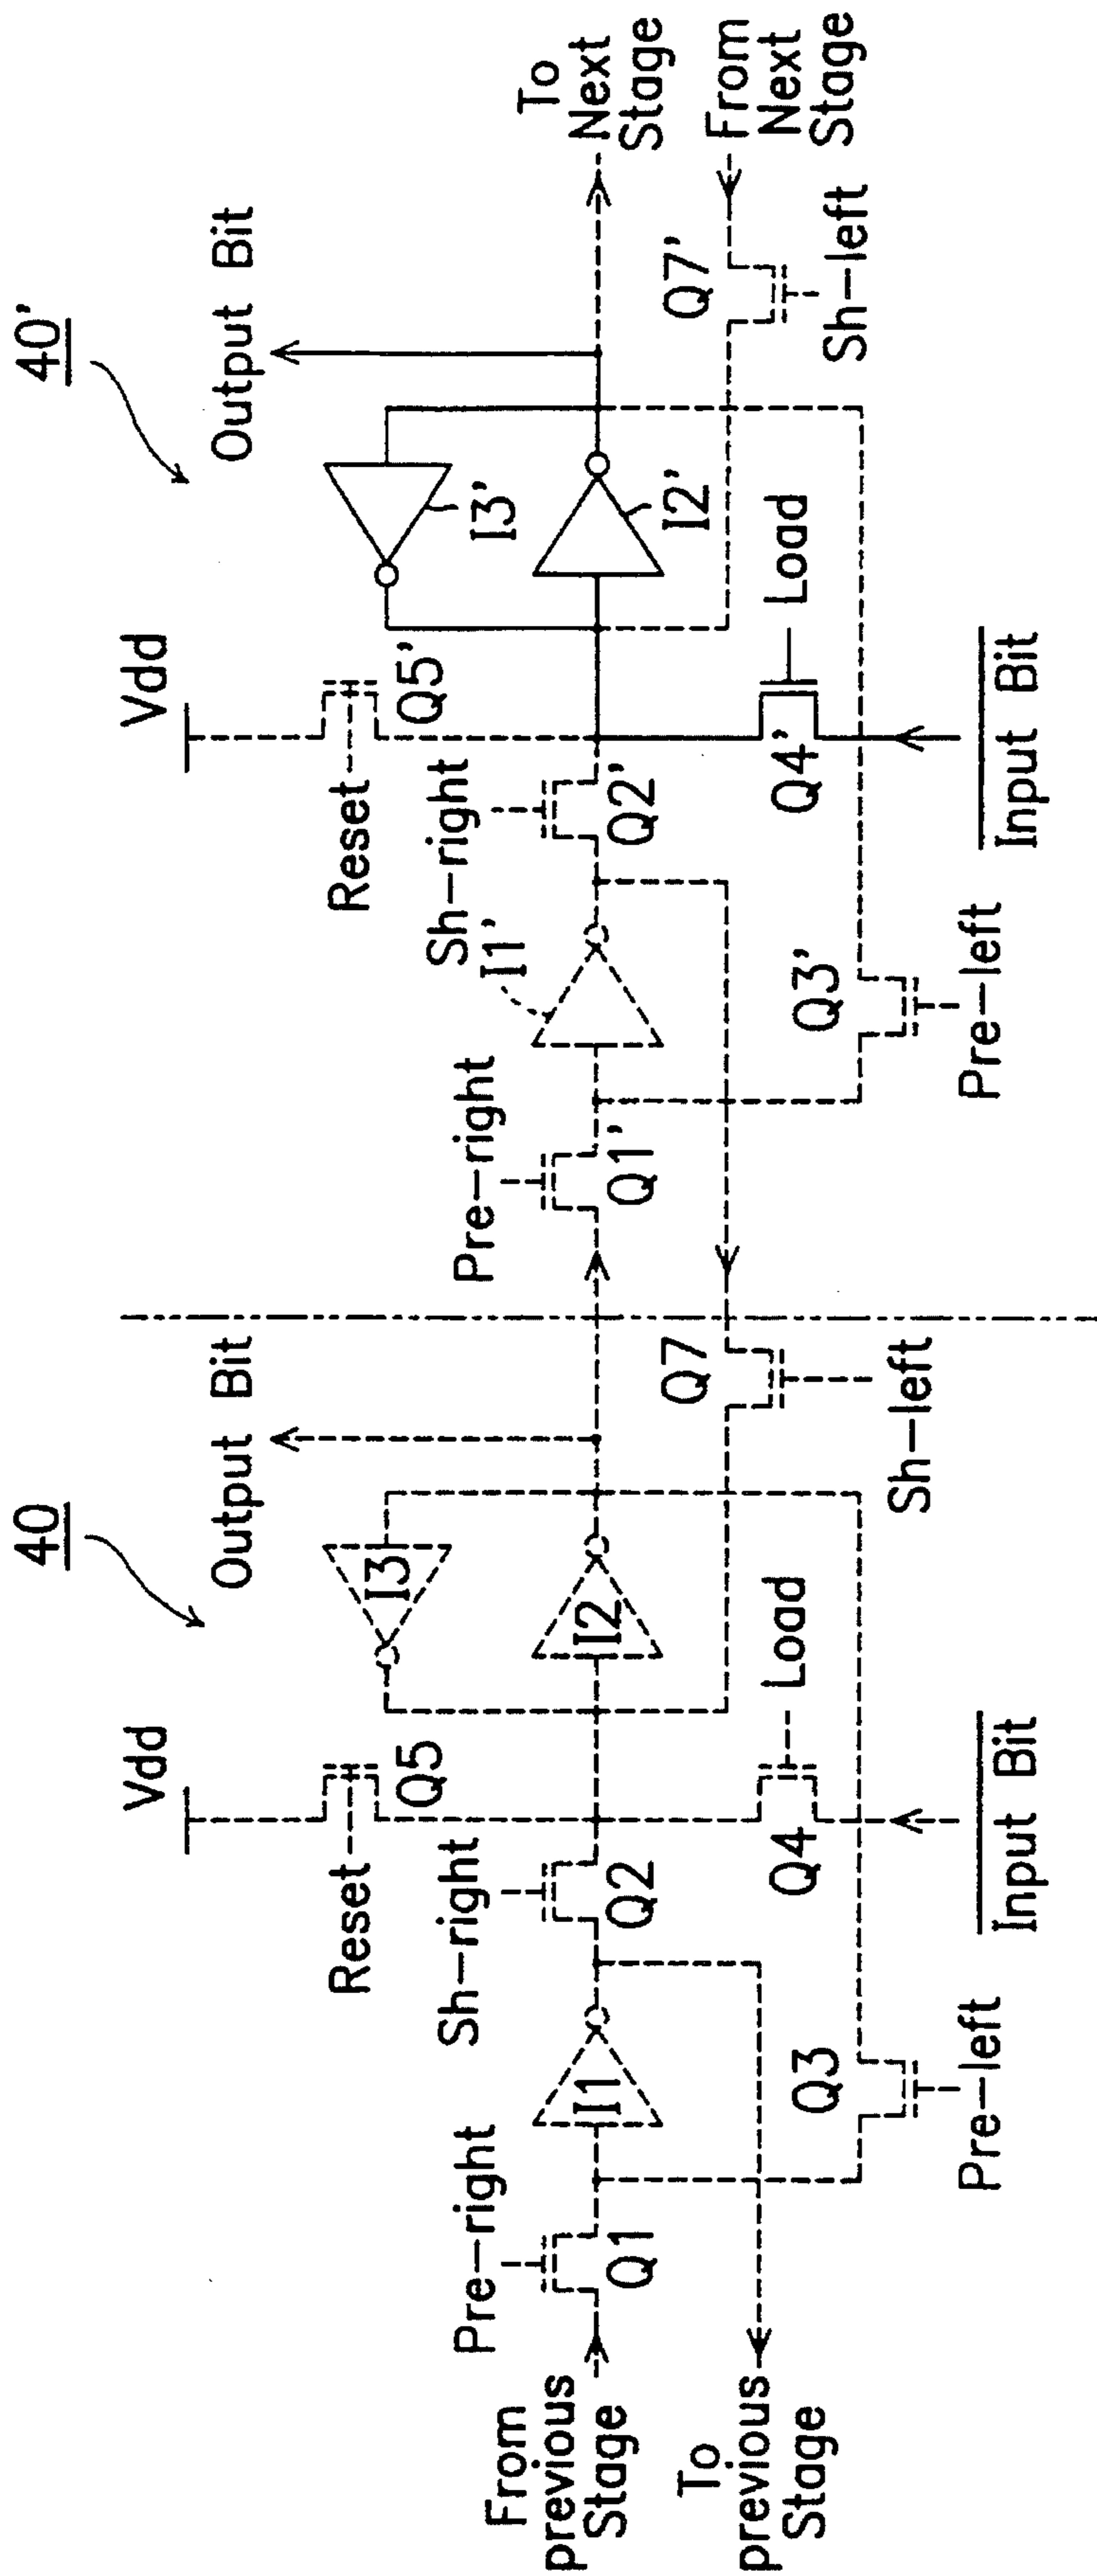 40
40'
Output Bit
Output Bit
Vdd
Vdd
Reset
Q5
Reset
Q5'
I3
I3'
Sh-right
Sh-right
Pre-right
Pre-right
I1'
From
previous
Stage
Q1
I1
Q2
I2
Q1'
Q2'
I2'
To
Next
Stage
To
previous
Stage
Q7
Sh-left
Q7'
Sh-left
From
Next
Stage
Q4
Load
Q4'
Load
Q3
Pre-left
Q3'
Pre-left
Input Bit
Input Bit